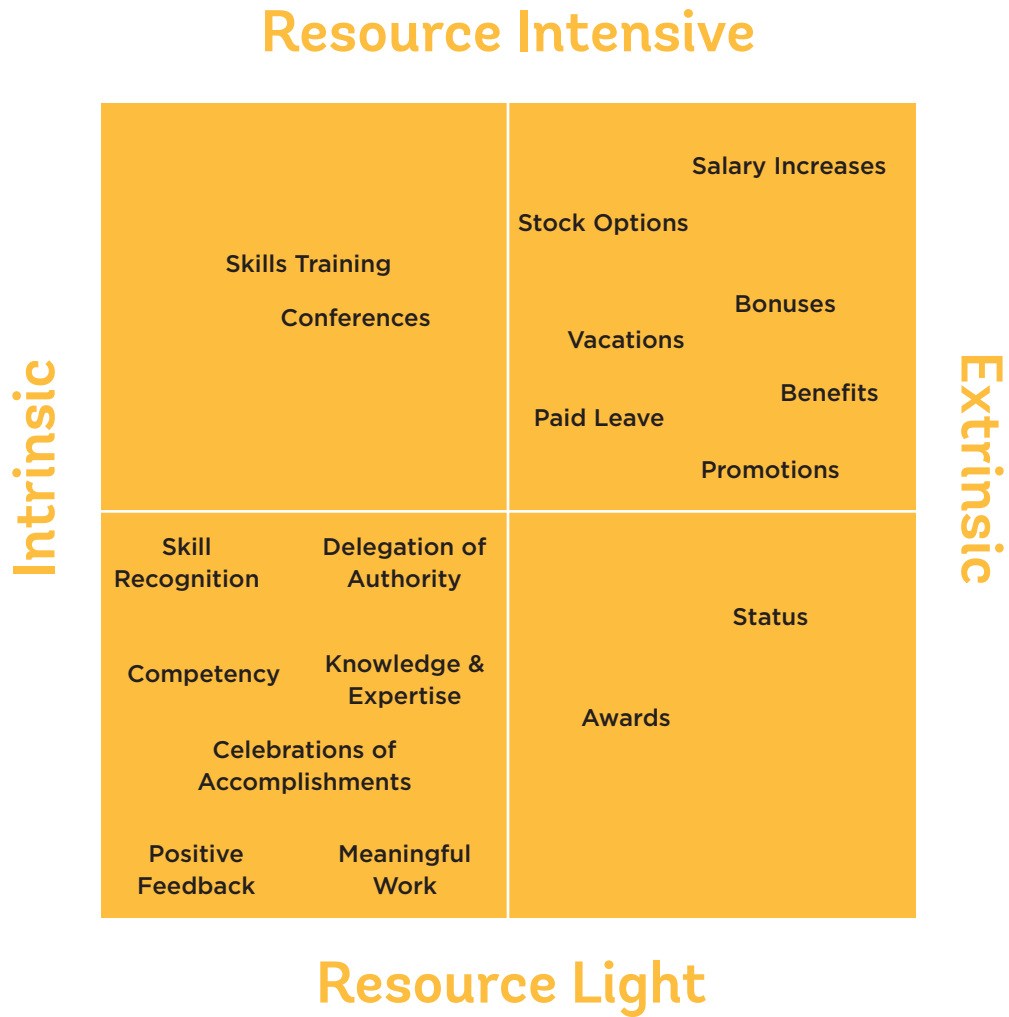 Resource Intensive
Salary Increases
Stock Options
Skills Training
Bonuses
Conferences
Vacations
Intrinsic
Extrinsic
Benefits
Paid Leave
Promotions
Skill
Recognition
Delegation of
Authority
Status
Competency
Knowledge &
Expertise
Awards
Celebrations of
Accomplishments
Positive
Feedback
Meaningful
Work
Resource Light